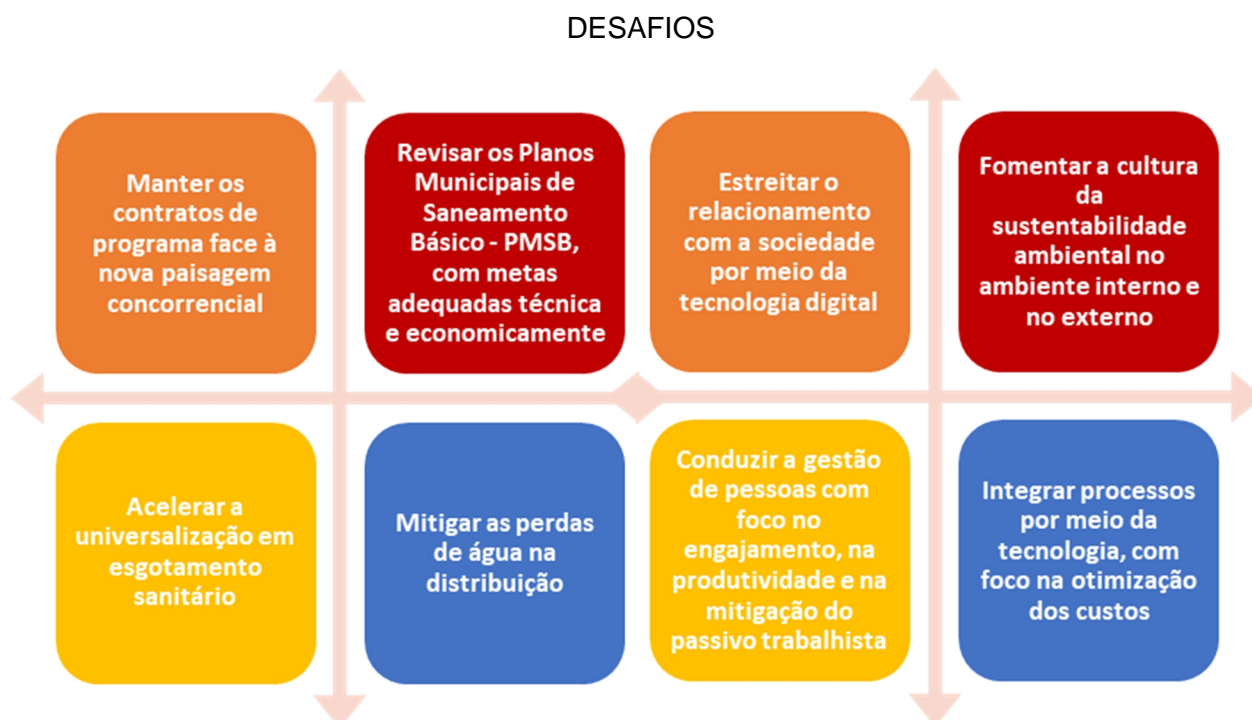 DESAFIOS
Manter os
contratos de
programa face à
nova paisagem
concorrencial
Revisar os Planos
Municipais de
Saneamento
Básico - PMSB,
com metas
adequadas técnica
e economicamente
Estreitar o
relacionamento
com a sociedade
por meio da
tecnologia digital
Fomentar a cultura
da
sustentabilidade
ambiental no
ambiente interno e
no externo
Acelerar a
universalização em
esgotamento
sanitário
Mitigar as perdas
de água na
distribuição
Conduzir a gestão
de pessoas com
foco no
engajamento, na
produtividade e na
mitigação do
passivo trabalhista
Integrar processos
por meio da
tecnologia, com
foco na otimização
dos custos